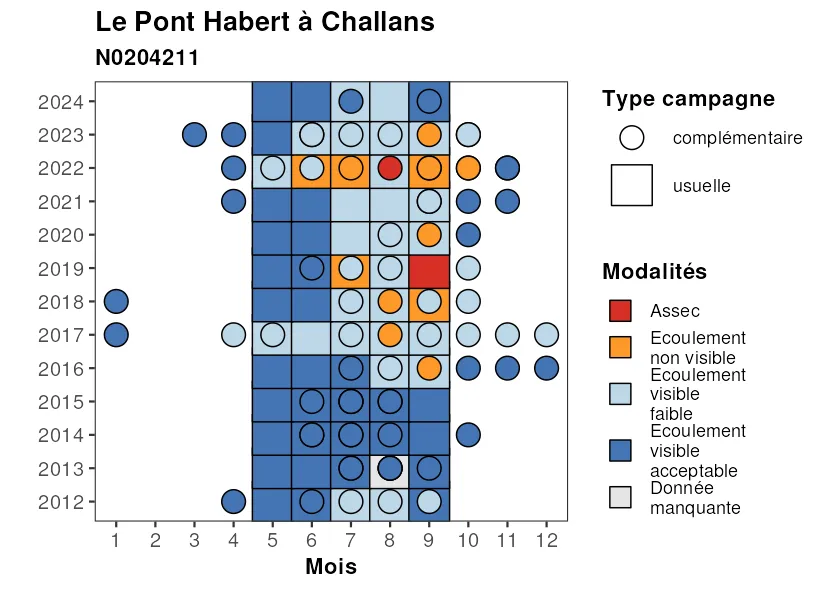 Le Pont Habert à Challans
N0204211
2024
2023
2022
2021
2020
2019
2018
2017
2016
2015
2014
2013
2012
1 2 3 4 5 6 7 8 9 10 11 12
Mois
Type campagne
complémentaire
usuelle
Modalités
Assec
Ecoulement
non visible
Ecoulement
visible
faible
Ecoulement
visible
acceptable
Donnée
manquante